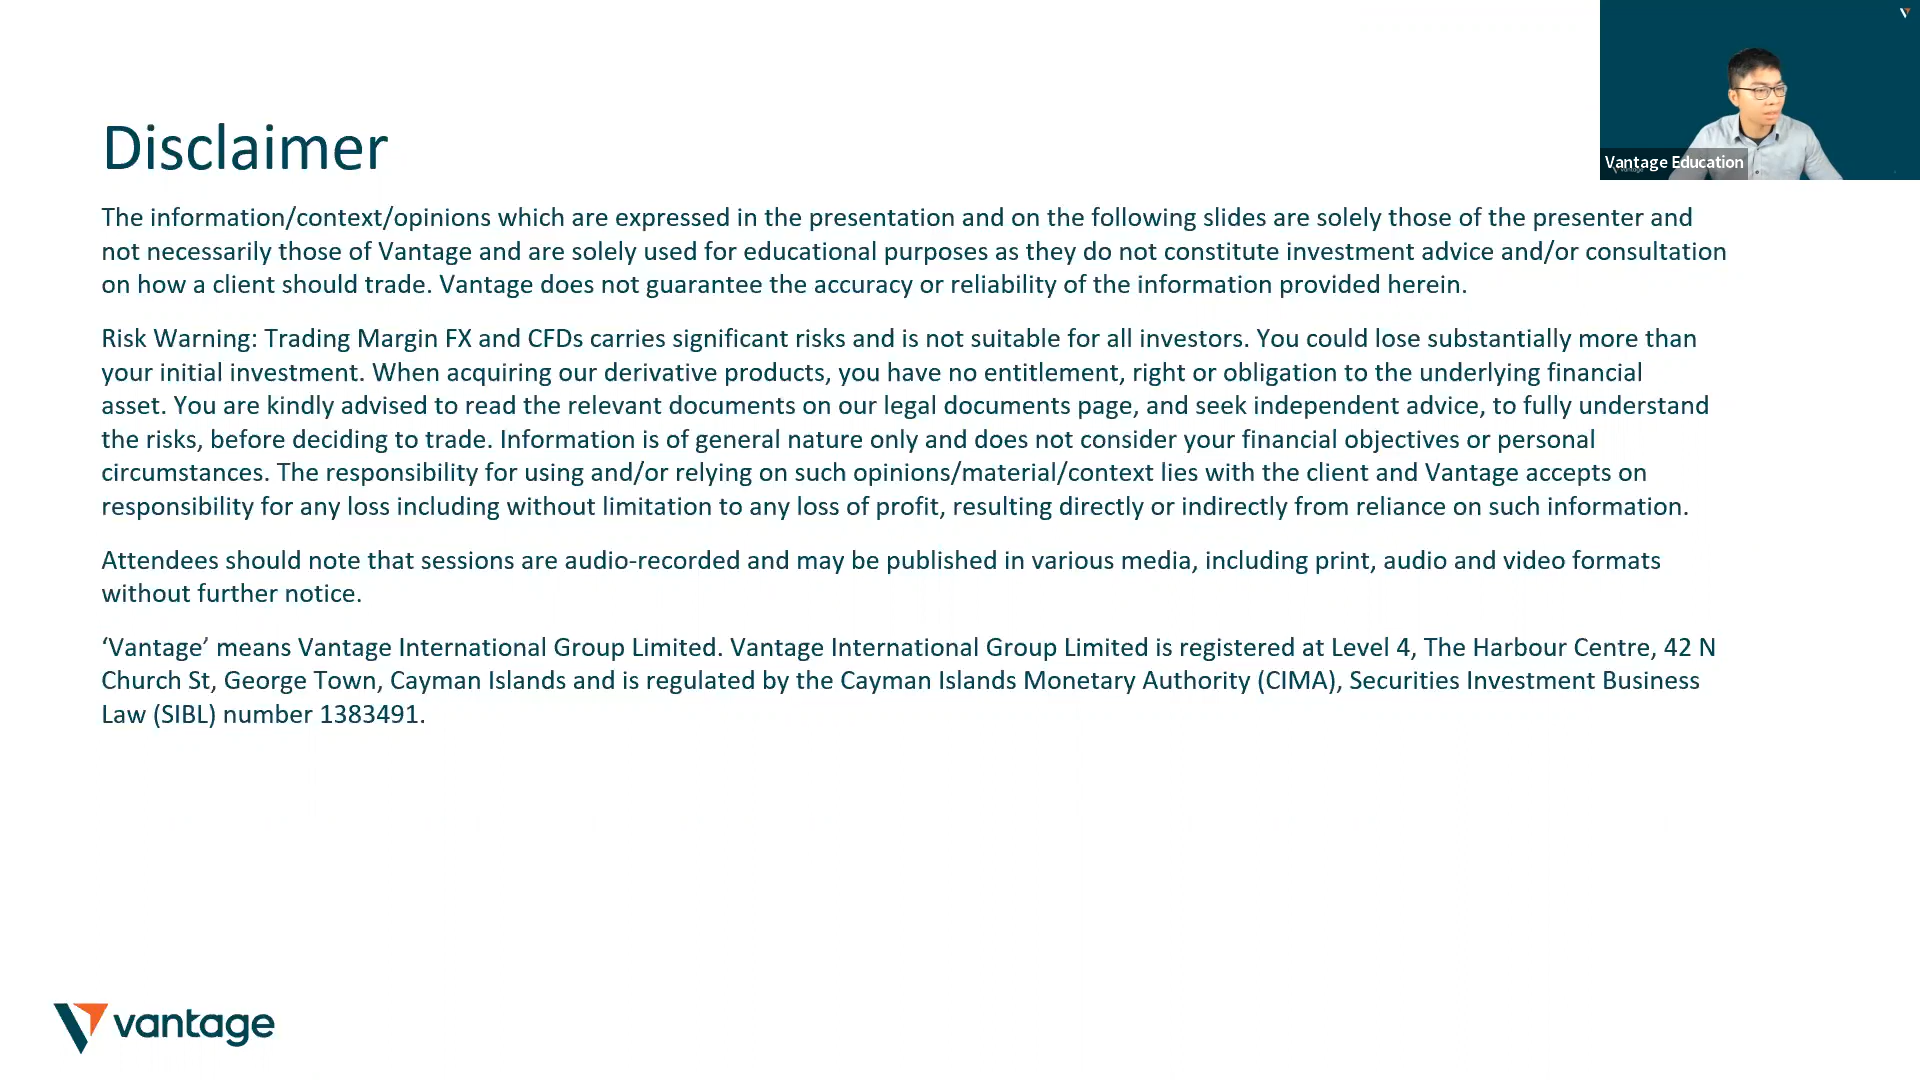 Vantage Education
Disclaimer
The information/context/opinions which are expressed in the presentation and on the following slides are solely those of the presenter and
not necessarily those of Vantage and are solely used for educational purposes as they do not constitute investment advice and/or consultation
on how a client should trade. Vantage does not guarantee the accuracy or reliability of the information provided herein.
Risk Warning: Trading Margin FX and CFDs carries significant risks and is not suitable for all investors. You could lose substantially more than
your initial investment. When acquiring our derivative products, you have no entitlement, right or obligation to the underlying financial
asset. You are kindly advised to read the relevant documents on our legal documents page, and seek independent advice, to fully understand
the risks, before deciding to trade. Information is of general nature only and does not consider your financial objectives or personal
circumstances. The responsibility for using and/or relying on such opinions/material/context lies with the client and Vantage accepts on
responsibility for any loss including without limitation to any loss of profit, resulting directly or indirectly from reliance on such information.
Attendees should note that sessions are audio-recorded and may be published in various media, including print, audio and video formats
without further notice.
‘Vantage’ means Vantage International Group Limited. Vantage International Group Limited is registered at Level 4, The Harbour Centre, 42 N
Church St, George Town, Cayman Islands and is regulated by the Cayman Islands Monetary Authority (CIMA), Securities Investment Business
Law (SIBL) number 1383491.
vantage